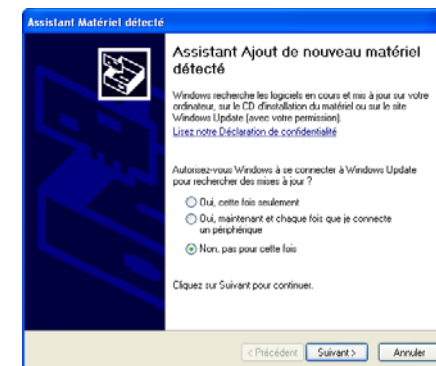 Assistant Matériel détecté
Assistant Ajout de nouveau matériel
détecté
Windows recherche les logiciels en cours et mis à jour sur votre
ordinateur, sur le CD d'installation du matériel ou sur le site
Windows Update (avec votre permission).
Lisez notre Déclaration de confidentialité
Autorisez-vous Windows à se connecter à Windows Update
pour rechercher des mises à jour ?
Oui, cette fois seulement
Oui, maintenant et chaque fois que je connecte
un périphérique
Non, pas pour cette fois
Cliquez sur Suivant pour continuer.
< Précédent Suivant > Annuler